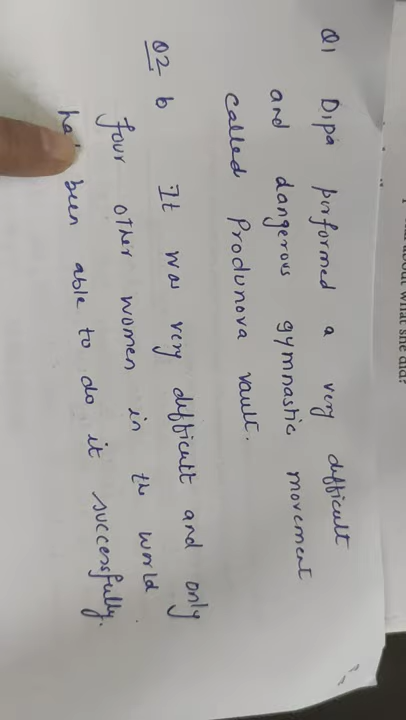 about what she did?
Q1 Dipa performed a very difficult
and dangerous gymnastic movement
called Produnova vault.
Q2 b It was very difficult and only
four other women in the world
been able to do it successfully.